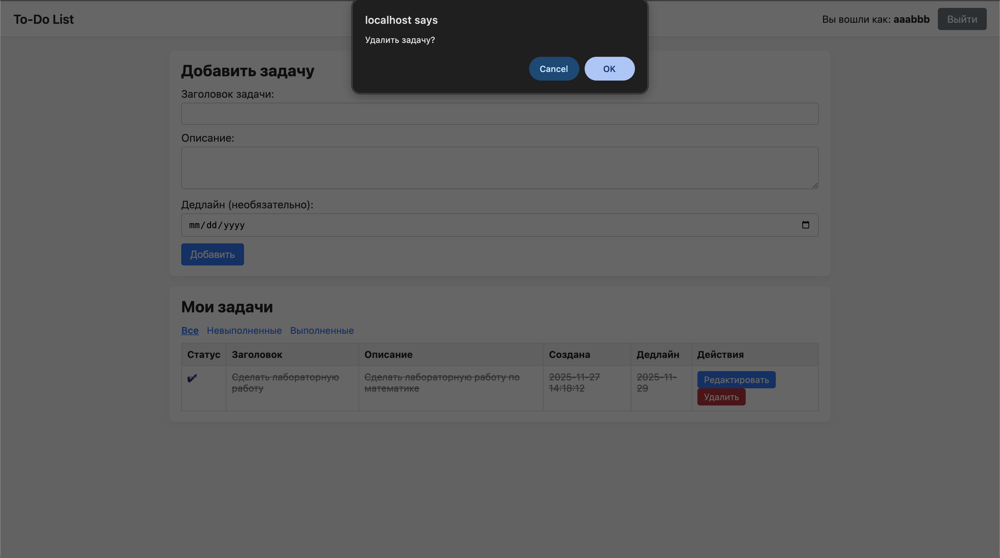 To-Do List
Вы вошли как: aaabbb
Выйти
localhost says
Удалить задачу?
Cancel
OK
Добавить задачу
Заголовок задачи:
Описание:
Дедлайн (необязательно):
mm/dd/yyyy
Добавить
Мои задачи
Все Невыполненные Выполненные
Статус Заголовок Описание Создана Дедлайн Действия
✔ Сделать лабораторную Сделать лабораторную работу по 2025-11-27 2025-11- Редактировать
работу математике 14:18:12 29 Удалить